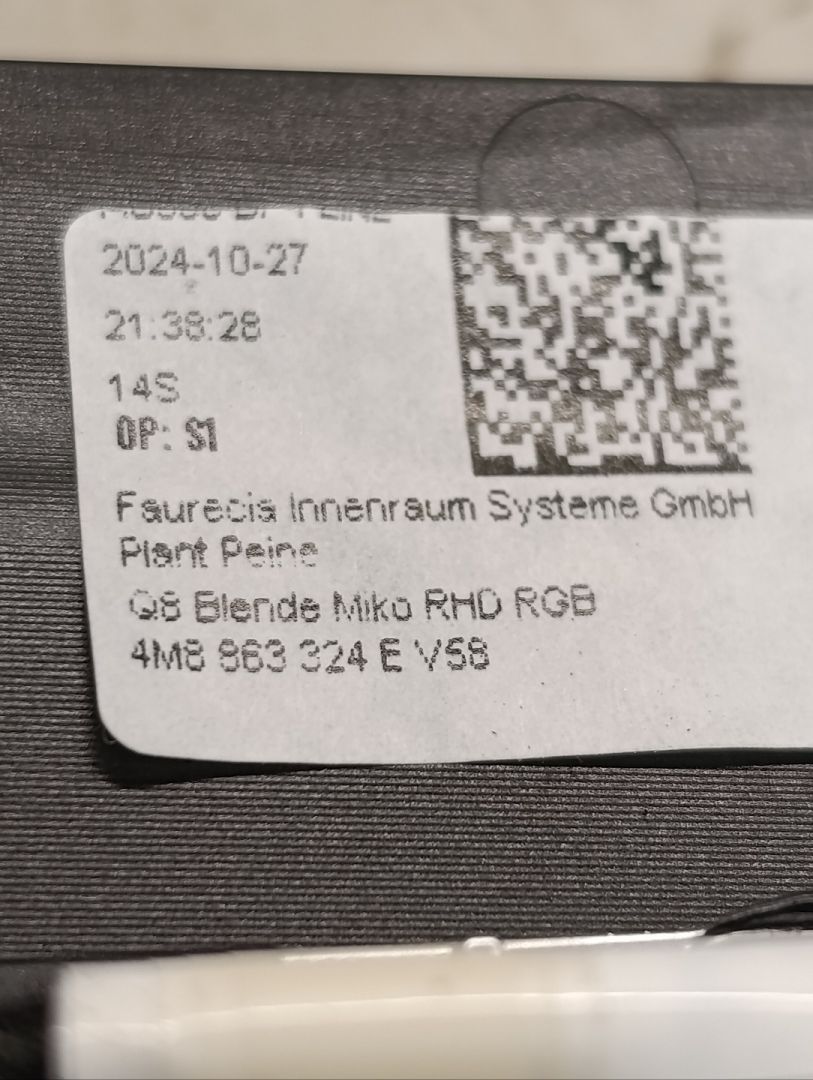 2024-10-27
21:38:28
14S
OP: S1
Faurecia Innenraum Systeme GmbH
Plant Peine
Q8 Blende Miko RHD RGB
4M8 863 324 E V58